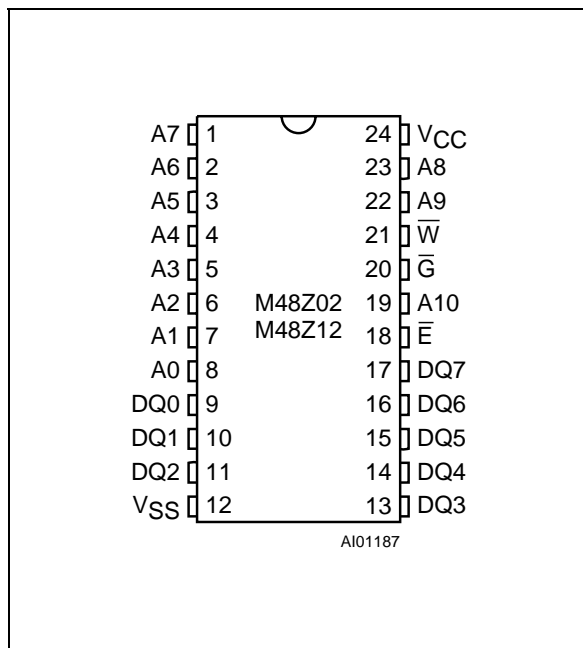 A7 1 24 VCC
A6 2 23 A8
A5 3 22 A9
A4 4 21 W̅
A3 5 20 G̅
A2 6 M48Z02 19 A10
A1 7 M48Z12 18 E̅
A0 8 17 DQ7
DQ0 9 16 DQ6
DQ1 10 15 DQ5
DQ2 11 14 DQ4
VSS 12 13 DQ3
AI01187